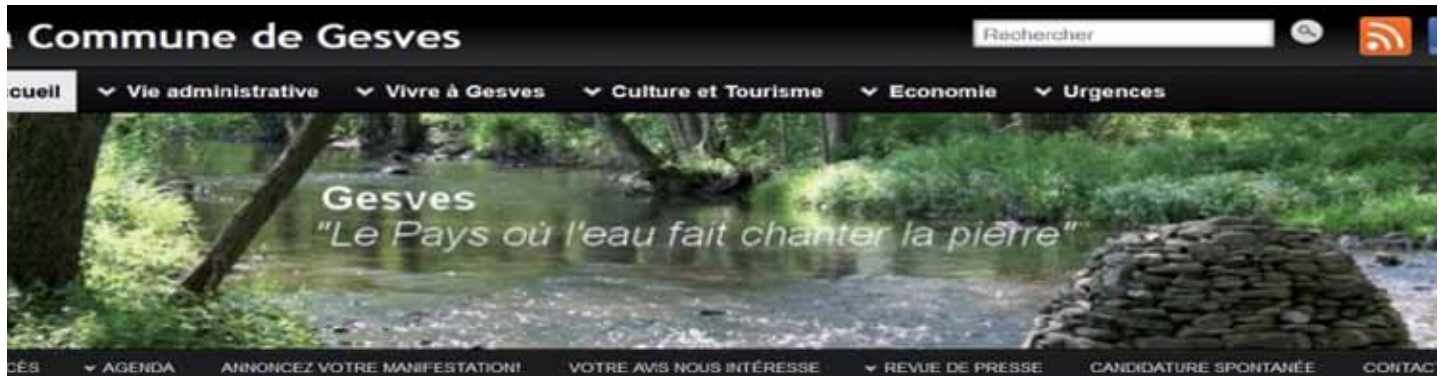 Commune de Gesves
Rechercher
ccueil Vie administrative Vivre à Gesves Culture et Tourisme Economie Urgences
Gesves
"Le Pays où l'eau fait chanter la pierre"
CÈS AGENDA ANNONCEZ VOTRE MANIFESTATION! VOTRE AVIS NOUS INTÉRESSE REVUE DE PRESSE CANDIDATURE SPONTANÉE CONTAC